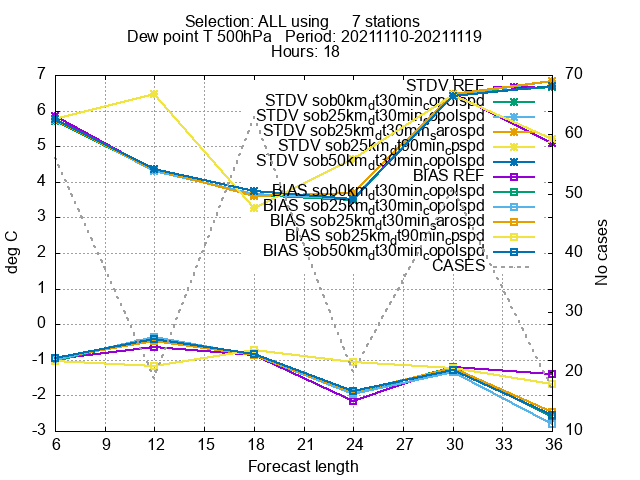 Selection: ALL using 7 stations
Dew point T 500hPa Period: 20211110-20211119
Hours: 18
7
6
5
4
3
2
1
0
-1
-2
-3
deg C
70
60
50
40
30
20
10
No cases
STDV REF
STDV sob0km_dt30min_copolspd
STDV sob25km_dt30min_copolspd
STDV sob25km_dt30min_sarospd
STDV sob25km_dt90min_cpspd
STDV sob50km_dt30min_copolspd
BIAS REF
BIAS sob0km_dt30min_copolspd
BIAS sob25km_dt30min_copolspd
BIAS sob25km_dt30min_sarospd
BIAS sob25km_dt90min_cpspd
BIAS sob50km_dt30min_copolspd
CASES
6 9 12 15 18 21 24 27 30 33 36
Forecast length